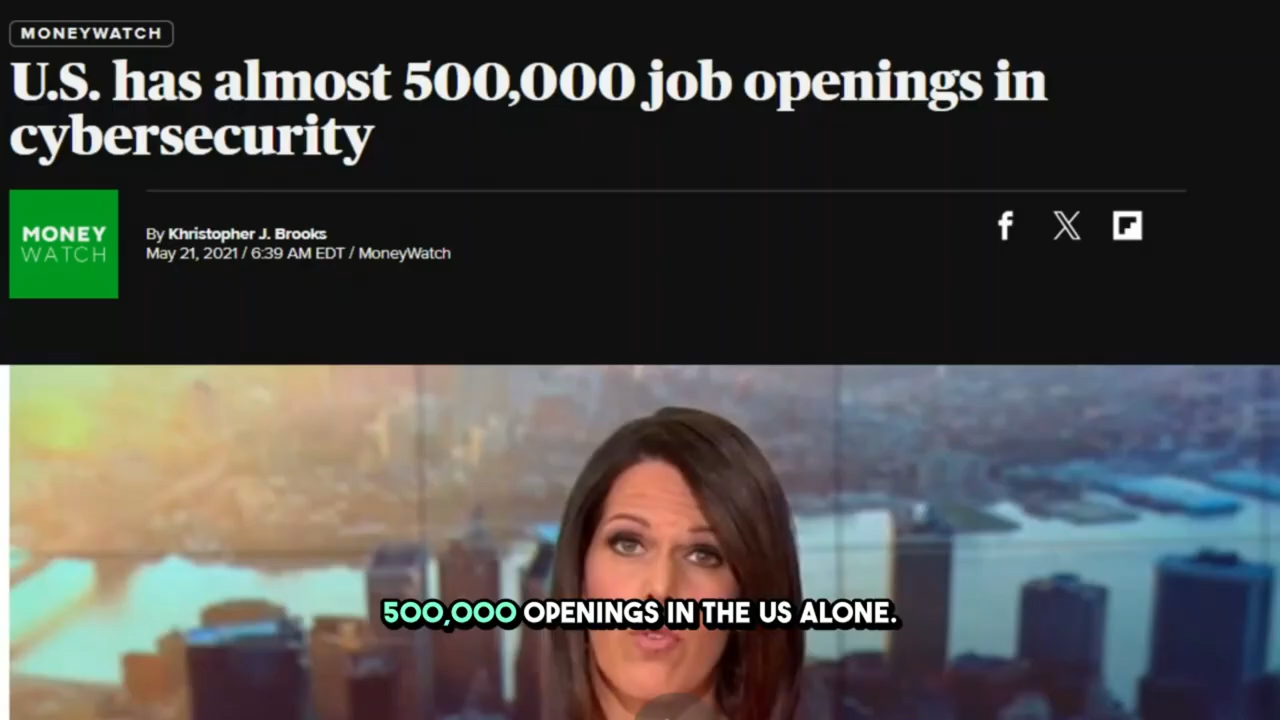 MONEYWATCH
U.S. has almost 500,000 job openings in
cybersecurity
MONEY
WATCH
By Khristopher J. Brooks
May 21, 2021 / 6:39 AM EDT / MoneyWatch
500,000 OPENINGS IN THE US ALONE.